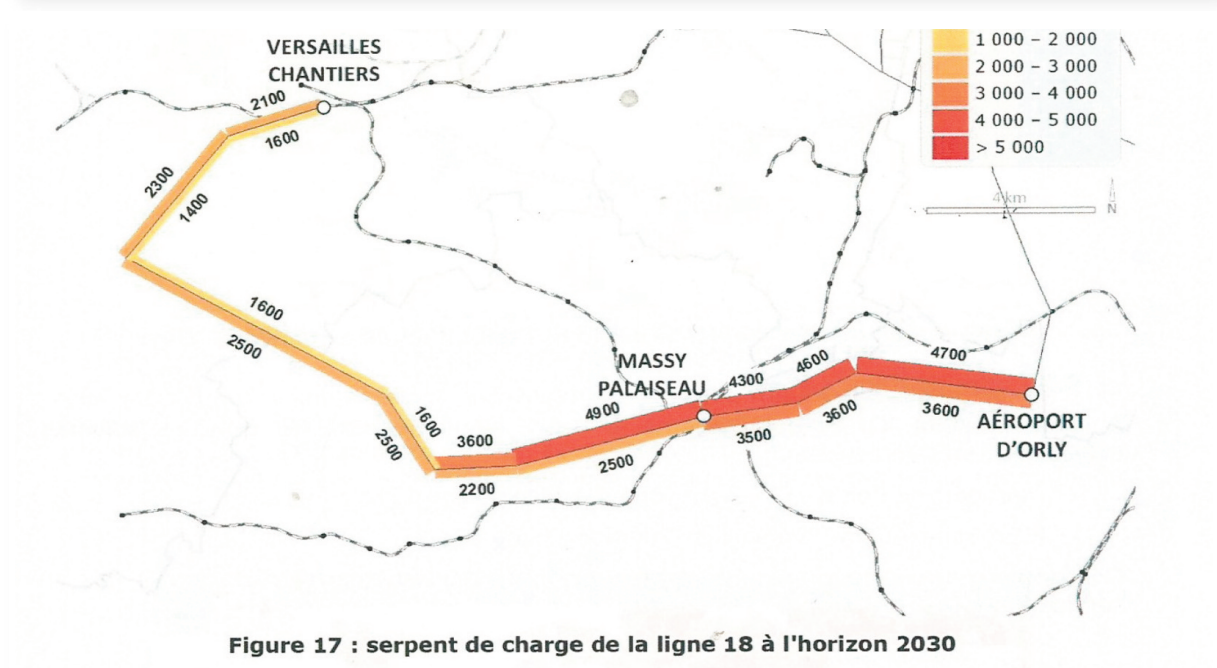 VERSAILLES
CHANTIERS
1 000 – 2 000
2 000 – 3 000
3 000 – 4 000
4 000 – 5 000
> 5 000
4 km
N
2100
1600
2300
1400
1600
2500
1600
2500
3600
2200
4900
2500
MASSY
PALAISEAU
4300
3500
4600
3600
4700
3600
AÉROPORT
D'ORLY
Figure 17 : serpent de charge de la ligne 18 à l'horizon 2030